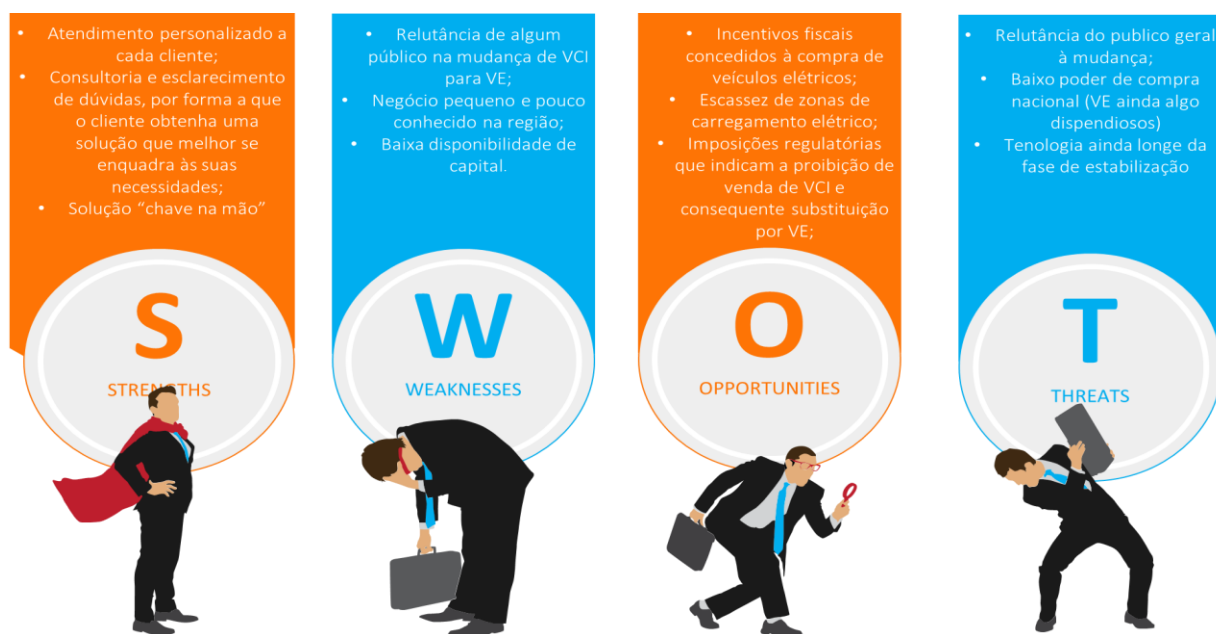 • Atendimento personalizado a
cada cliente;
• Consultoria e esclarecimento
de dúvidas, por forma a que
o cliente obtenha uma
solução que melhor se
enquadra às suas
necessidades;
• Solução “chave na mão”
S
STRENGTHS
• Relutância de algum
público na mudança de VCI
para VE;
• Negócio pequeno e pouco
conhecido na região;
• Baixa disponibilidade de
capital.
W
WEAKNESSES
• Incentivos fiscais
concedidos à compra de
veículos elétricos;
• Escassez de zonas de
carregamento elétrico;
• Imposições regulatórias
que indicam a proibição de
venda de VCI e
consequente substituição
por VE;
O
OPPORTUNITIES
• Relutância do publico geral
à mudança;
• Baixo poder de compra
nacional (VE ainda algo
dispendiosos)
• Tenologia ainda longe da
fase de estabilização
T
THREATS